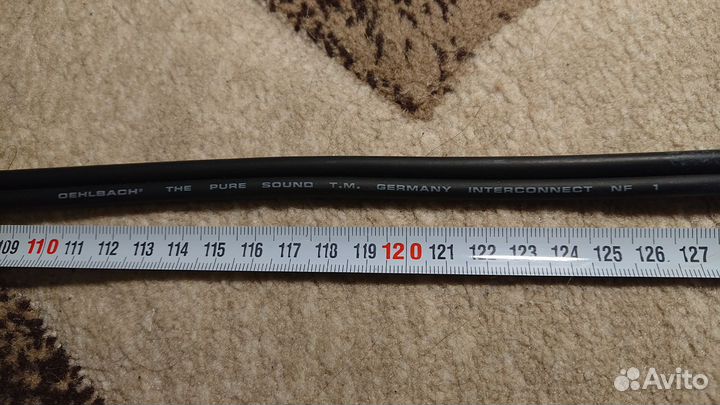 OEHLBACH® THE PURE SOUND T.M. GERMANY INTERCONNECT NF 1
109 110 111 112 113 114 115 116 117 118 119 120 121 122 123 124 125 126 127
Avito